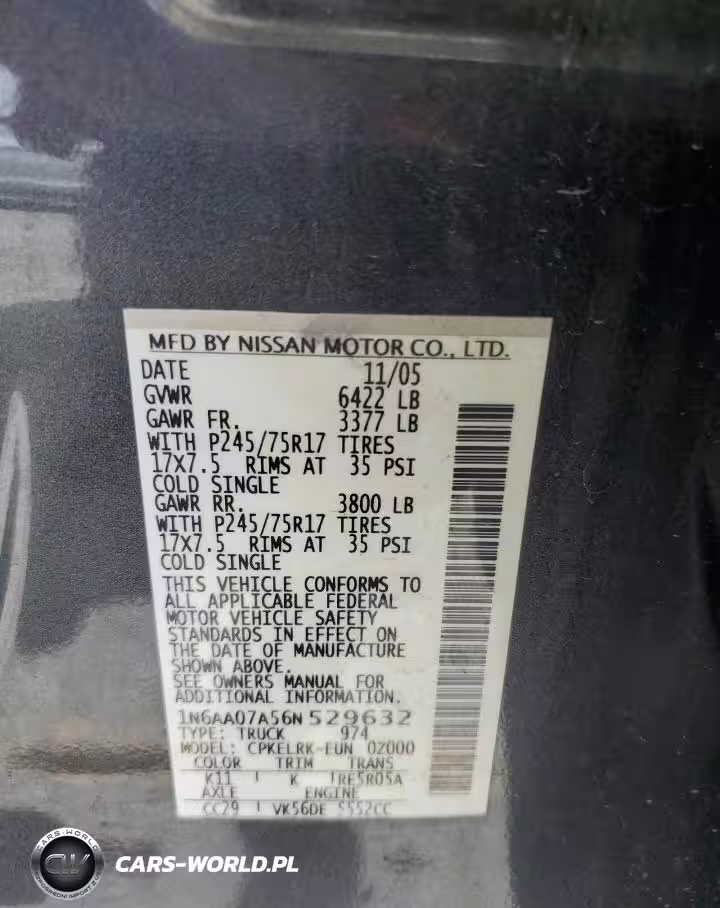 MFD BY NISSAN MOTOR CO., LTD.
DATE 11/05
GVWR 6422 LB
GAWR FR. 3377 LB
WITH P245/75R17 TIRES
17X7.5 RIMS AT 35 PSI
COLD SINGLE
GAWR RR. 3800 LB
WITH P245/75R17 TIRES
17X7.5 RIMS AT 35 PSI
COLD SINGLE
THIS VEHICLE CONFORMS TO
ALL APPLICABLE FEDERAL
MOTOR VEHICLE SAFETY
STANDARDS IN EFFECT ON
THE DATE OF MANUFACTURE
SHOWN ABOVE.
SEE OWNERS MANUAL FOR
ADDITIONAL INFORMATION.
1N6AA07A56N529632
TYPE: TRUCK 974
MODEL: CPKELRK-EUN 02000
COLOR TRIM TRANS
K11 K RE5R05A
AXLE ENGINE
CC29 VK56DE 5552CC
CARS-WORLD
CW
CARS-WORLD.PL